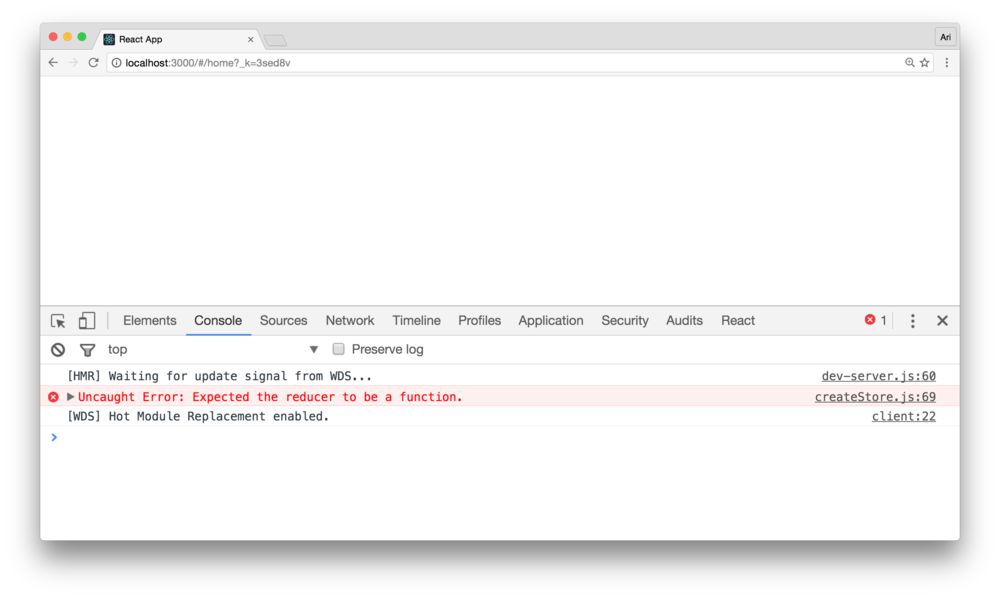 React App
Ari
localhost:3000/#/home?_k=3sed8v
Elements Console Sources Network Timeline Profiles Application Security Audits React 1
top Preserve log
[HMR] Waiting for update signal from WDS... dev-server.js:60
Uncaught Error: Expected the reducer to be a function. createStore.js:69
[WDS] Hot Module Replacement enabled. client:22